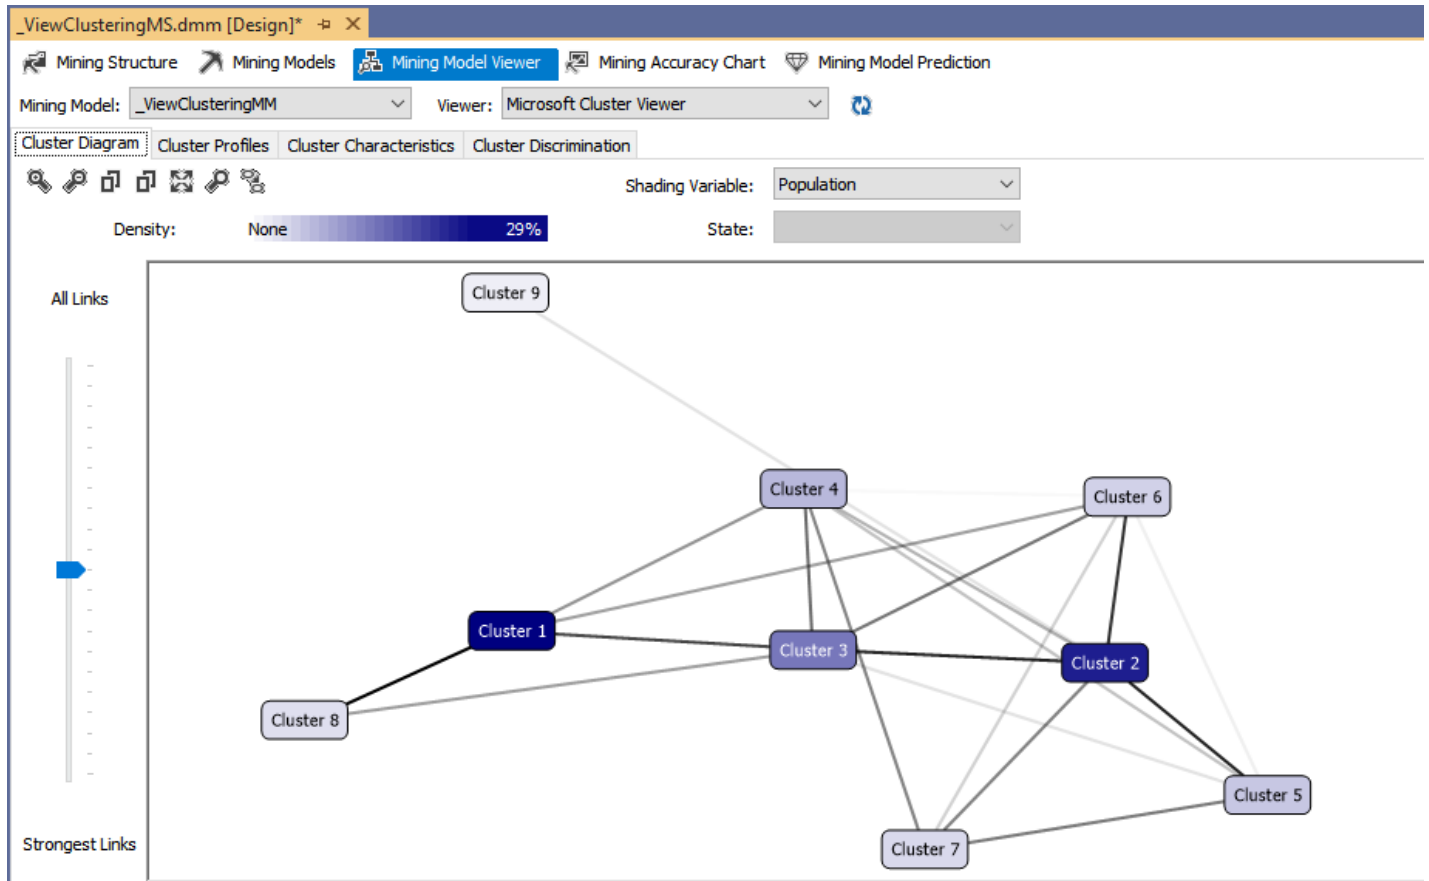 _ViewClusteringMS.dmm [Design]*
Mining Structure Mining Models Mining Model Viewer Mining Accuracy Chart Mining Model Prediction
Mining Model: _ViewClusteringMM Viewer: Microsoft Cluster Viewer
Cluster Diagram Cluster Profiles Cluster Characteristics Cluster Discrimination
Shading Variable: Population
Density: None 29% State:
All Links
Cluster 9
Cluster 4
Cluster 6
Cluster 1
Cluster 3
Cluster 2
Cluster 8
Cluster 5
Strongest Links
Cluster 7